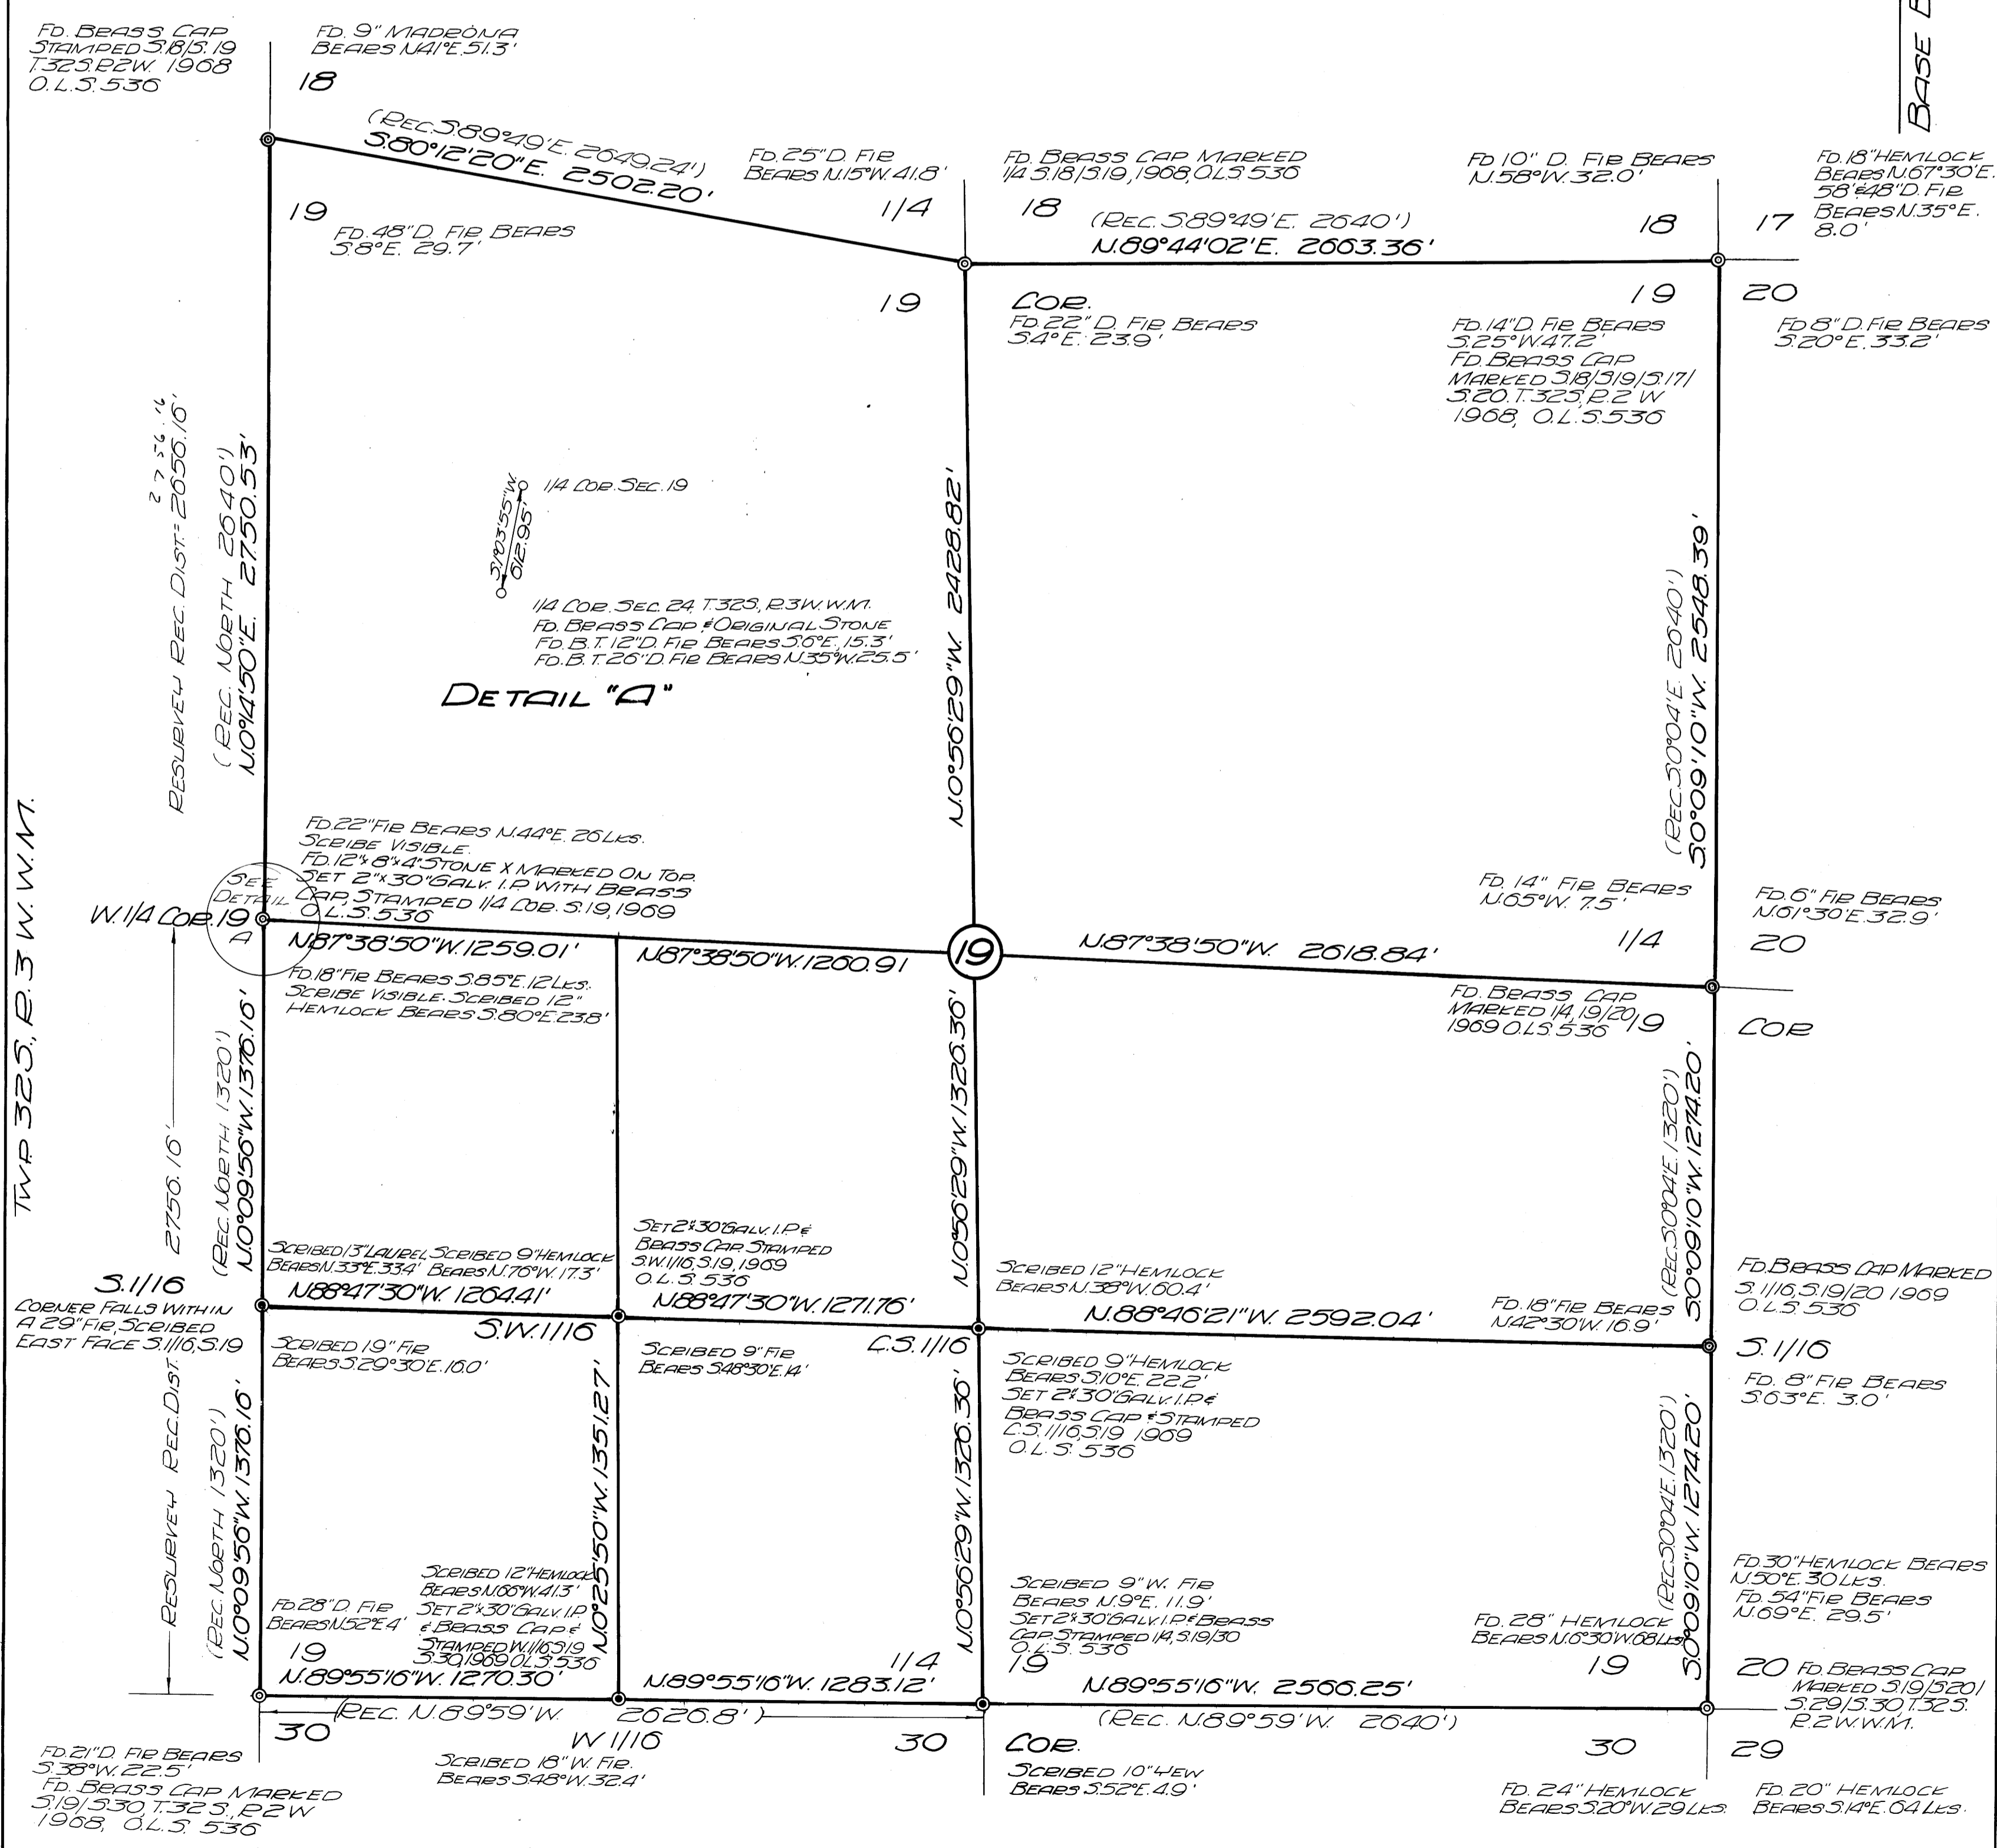 BASE B
FD. BRASS CAP
STAMPED S.18/S.19
T.32S.R.2W. 1968
O.L.S. 536
FD. 9" MADRONA
BEARS N41°E.51.3'
18
(REC.S.89°49'E. 2649.24')
S.80°12'20"E. 2502.20'
FD. 25"D. FIR
BEARS N.15°W. 41.8'
1/4
FD. BRASS CAP MARKED
1/4 S.18/S.19, 1968, O.L.S. 536
18
(REC.S.89°49'E. 2640')
N.89°44'02'E. 2663.36'
FD 10" D. FIR BEARS
N.58°W. 32.0'
18
17
FD. 18" HEMLOCK
BEARS N.67°30'E.
58'&48"D. FIR
BEARS N.35°E.
8.0'
19
FD. 48"D. FIR BEARS
S.8°E. 29.7'
19
COR.
FD. 22" D. FIR BEARS
S.4°E. 23.9'
19
20
FD. 14"D. FIR BEARS
S.25°W.47.2'
FD. BRASS CAP
MARKED S.18/S19/S.17/
S.20. T.32S, R.2 W
1968, O.L.S.536
FD 8" D. FIR BEARS
S.20°E. 33.2'
2756.16
RESURVEY REC. DIST. = 2656.16'
(REC. NORTH 2640')
N.0°14'50"E. 2750.53'
S.1°03'55"W.
612.95'
1/4 COR. SEC. 19
1/4 COR. SEC. 24, T.32S., R.3W. W.M.
FD. BRASS CAP & ORIGINAL STONE
FD. B.T. 12"D. FIR BEARS S.6°E. 15.3'
FD. B.T. 26"D. FIR BEARS N.35°W. 25.5'
DETAIL "A"
N.0°56'29"W. 2428.82'
(REC.S.0°04'E. 2640')
S.0°09'10"W. 2548.39'
TWP. 32S., R. 3 W. W.M.
FD. 22" FIR BEARS N.44°E. 26 LKS.
SCRIBE VISIBLE.
FD. 12"x 8"x 4" STONE X MARKED ON TOP.
SET 2"x 30" GALV. I.P. WITH BRASS
CAP, STAMPED 1/4 COR. S.19, 1969
O.L.S. 536
SEE
DETAIL
A
W. 1/4 COR. 19
N.87°38'50"W. 1259.01'
N.87°38'50"W. 1260.91
19
N.87°38'50"W. 2618.84'
FD. 14" FIR BEARS
N.65°W. 7.5'
1/4
FD. 6" FIR BEARS
N.61°30'E. 32.9'
20
FD. 18" FIR BEARS S.85°E. 12 LKS.
SCRIBE VISIBLE. SCRIBED 12"
HEMLOCK BEARS S.80°E. 23.8'
FD. BRASS CAP
MARKED 1/4, 19/20,
1969 O.L.S. 536
19
COR
RESURVEY REC. DIST. 2756.16'
(REC. NORTH 1320')
N.0°09'56"W. 1376.16'
N.0°56'29"W. 1326.36'
(REC.S.0°04'E. 1320')
S.0°09'10"W. 1274.20'
SCRIBED 13" LAUREL SCRIBED 9" HEMLOCK
BEARS N.33°E. 33.4' BEARS N.76°W. 17.3'
N.88°47'30"W. 1264.41'
SET 2"x 30" GALV. I.P. &
BRASS CAP. STAMPED
S.W. 1/16, S.19, 1969
O.L.S. 536
N.88°47'30"W. 1271.76'
SCRIBED 12" HEMLOCK
BEARS N.38°W. 60.4'
N.88°46'21"W. 2592.04'
FD. 18" FIR BEARS
N.42°30'W. 16.9'
FD. BRASS CAP MARKED
S. 1/16, S.19/20 1969
O.L.S. 536
S.1/16
CORNER FALLS WITHIN
A 29" FIR, SCRIBED
EAST FACE S.1/16, S.19
S.W. 1/16
C.S. 1/16
S. 1/16
SCRIBED 19" FIR
BEARS S.29°30'E. 16.0'
SCRIBED 9" FIR
BEARS S.48°30'E. 14'
SCRIBED 9" HEMLOCK
BEARS S.10°E. 22.2'
SET 2"x 30" GALV. I.P. &
BRASS CAP & STAMPED
C.S. 1/16, S.19 1969
O.L.S. 536
FD. 8" FIR BEARS
S.63°E. 3.0'
(REC. NORTH 1320')
N.0°09'56"W. 1376.16'
N.0°25'50"W. 1351.27'
N.0°56'29"W. 1326.36'
(REC.S.0°04'E. 1320')
S.0°09'10"W. 1274.20'
FD. 28"D. FIR
BEARS N.52°E. 4'
19
SCRIBED 12" HEMLOCK
BEARS N.66°W. 41.3'
SET 2"x 30" GALV. I.P.
& BRASS CAP &
STAMPED W.1/16 S19
S.30, 1969 O.L.S. 536
1/4
SCRIBED 9" W. FIR
BEARS N.9°E. 11.9'
SET 2"x 30" GALV. I.P. & BRASS
CAP. STAMPED 1/4, S.19/30
O.L.S. 536
19
FD. 28" HEMLOCK
BEARS N.6°30'W. 68 LKS
19
FD. 30" HEMLOCK BEARS
N.50°E. 30 LKS.
FD. 54" FIR BEARS
N.69°E. 29.5'
20
FD. BRASS CAP
MARKED S.19/S20/
S.29/S.30, T.32S.
R.2W.W.M.
N.89°55'16"W. 1270.30'
N.89°55'16"W. 1283.12'
N.89°55'16"W. 2566.25'
(REC. N.89°59'W. 2626.8')
(REC. N.89°59'W. 2640')
30
W 1/16
30
COR.
30
29
FD. 21"D. FIR BEARS
S.38°W. 22.5'
FD. BRASS CAP MARKED
S.19/S30, T.32 S., R.2W
1968, O.L.S. 536
SCRIBED 18" W. FIR.
BEARS S.48°W. 32.4'
SCRIBED 10" YEW
BEARS S.52°E. 4.9'
FD. 24" HEMLOCK
BEARS S.20°W. 29 LKS.
FD. 20" HEMLOCK
BEARS S.14°E. 64 LKS.